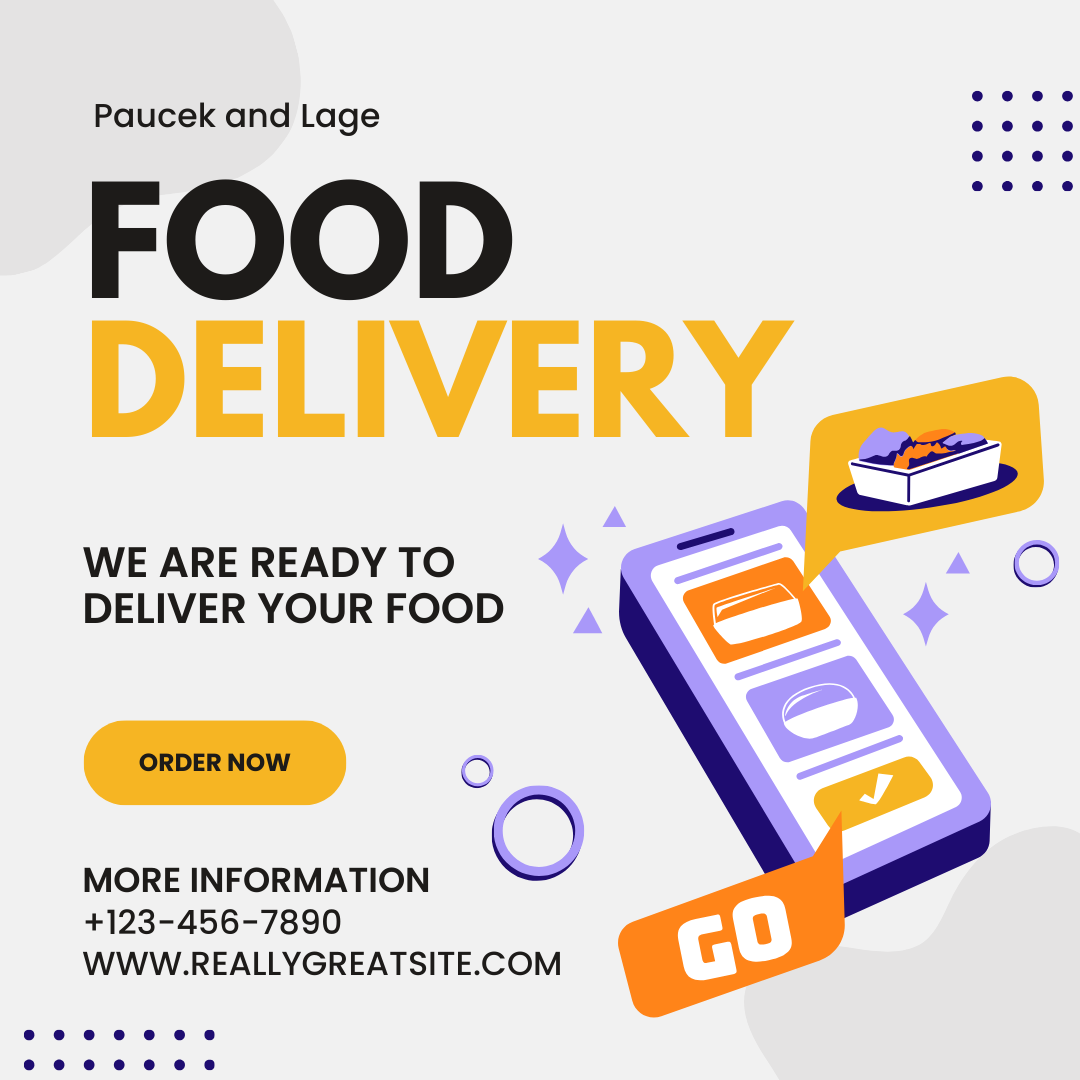 Paucek and Lage
FOOD
DELIVERY
WE ARE READY TO
DELIVER YOUR FOOD
ORDER NOW
MORE INFORMATION
+123-456-7890
WWW.REALLYGREATSITE.COM
GO